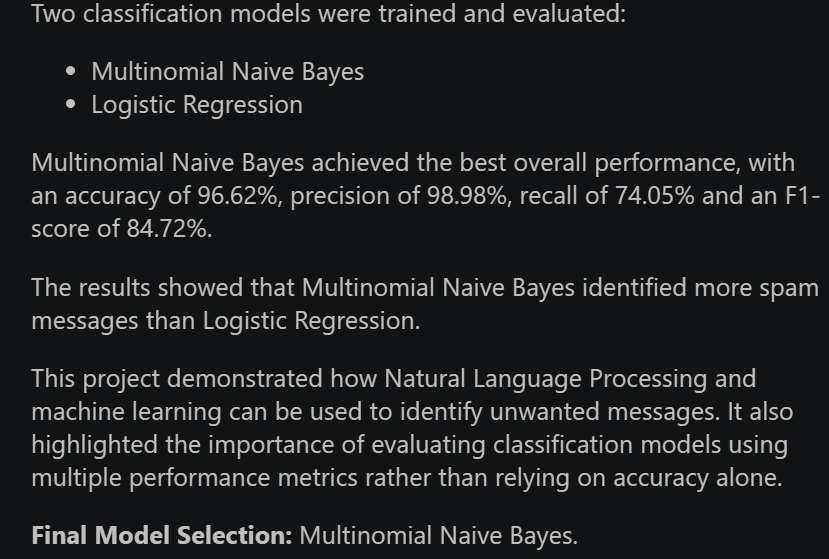 Two classification models were trained and evaluated:
• Multinomial Naive Bayes
• Logistic Regression
Multinomial Naive Bayes achieved the best overall performance, with
an accuracy of 96.62%, precision of 98.98%, recall of 74.05% and an F1-
score of 84.72%.
The results showed that Multinomial Naive Bayes identified more spam
messages than Logistic Regression.
This project demonstrated how Natural Language Processing and
machine learning can be used to identify unwanted messages. It also
highlighted the importance of evaluating classification models using
multiple performance metrics rather than relying on accuracy alone.
Final Model Selection: Multinomial Naive Bayes.